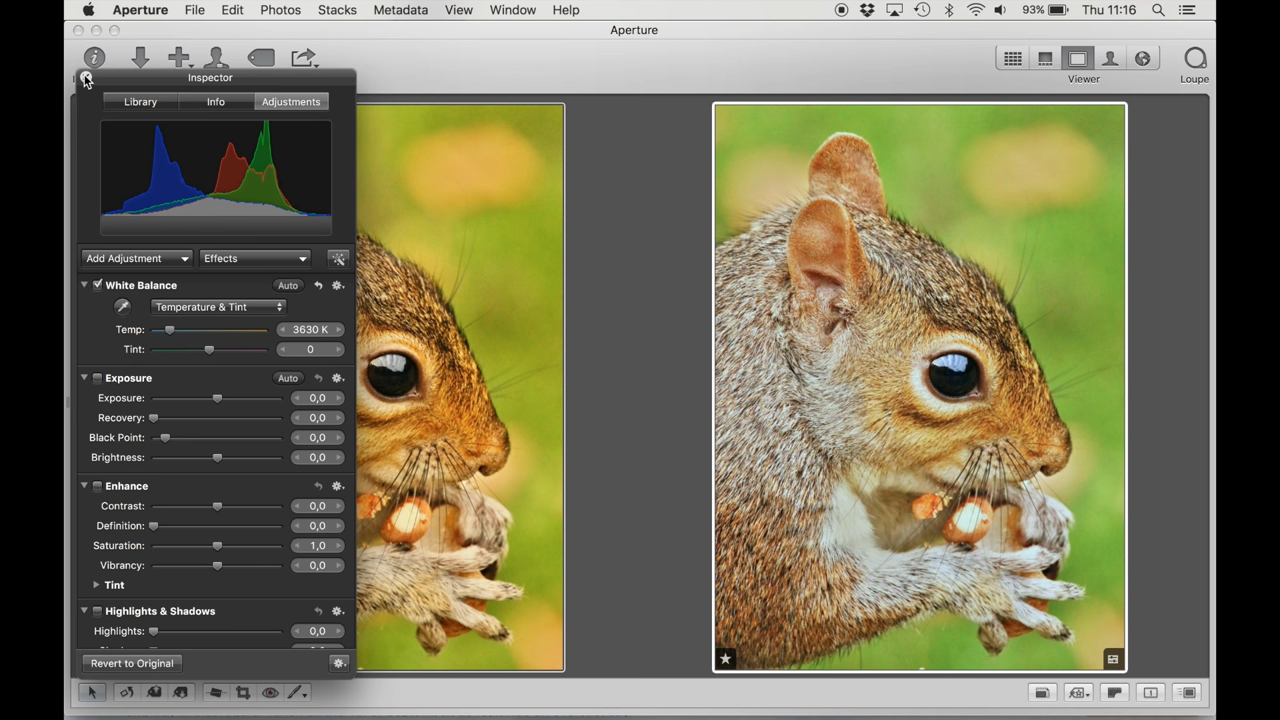 Aperture File Edit Photos Stacks Metadata View Window Help 93% Thu 11:16
Aperture
Viewer
Loupe
Inspector
Library Info Adjustments
Add Adjustment Effects
White Balance Auto
Temperature & Tint
Temp: 3630 K
Tint: 0
Exposure Auto
Exposure: 0,0
Recovery: 0,0
Black Point: 0,0
Brightness: 0,0
Enhance
Contrast: 0,0
Definition: 0,0
Saturation: 1,0
Vibrancy: 0,0
Tint
Highlights & Shadows
Highlights: 0,0
Revert to Original
1